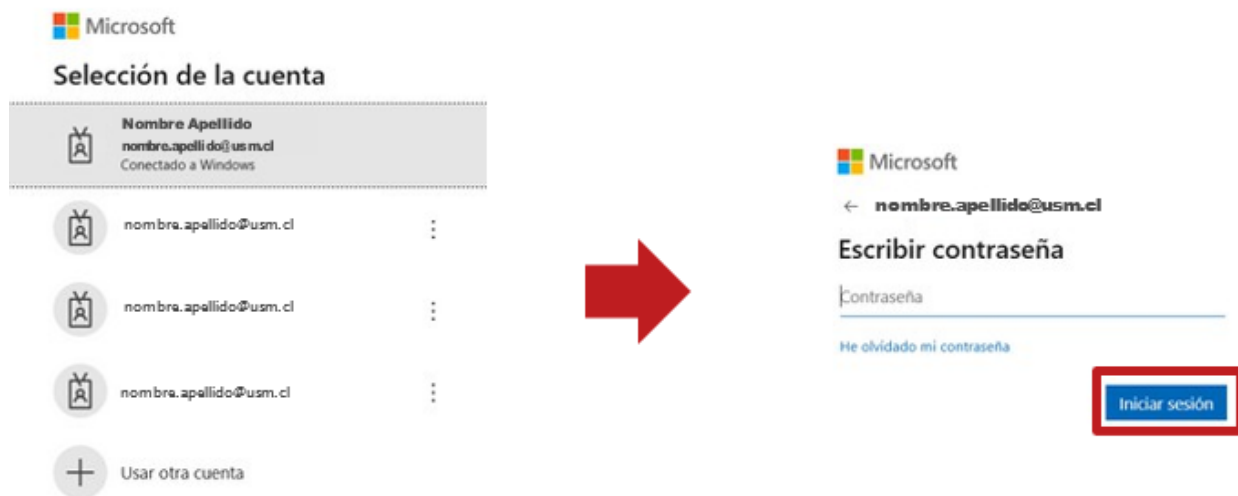 Microsoft
Selección de la cuenta
Nombre Apellido
nombre.apellido@usm.cl
Conectado a Windows
nombre.apellido@usm.cl
nombre.apellido@usm.cl
nombre.apellido@usm.cl
Usar otra cuenta
Microsoft
← nombre.apellido@usm.cl
Escribir contraseña
Contraseña
He olvidado mi contraseña
Iniciar sesión